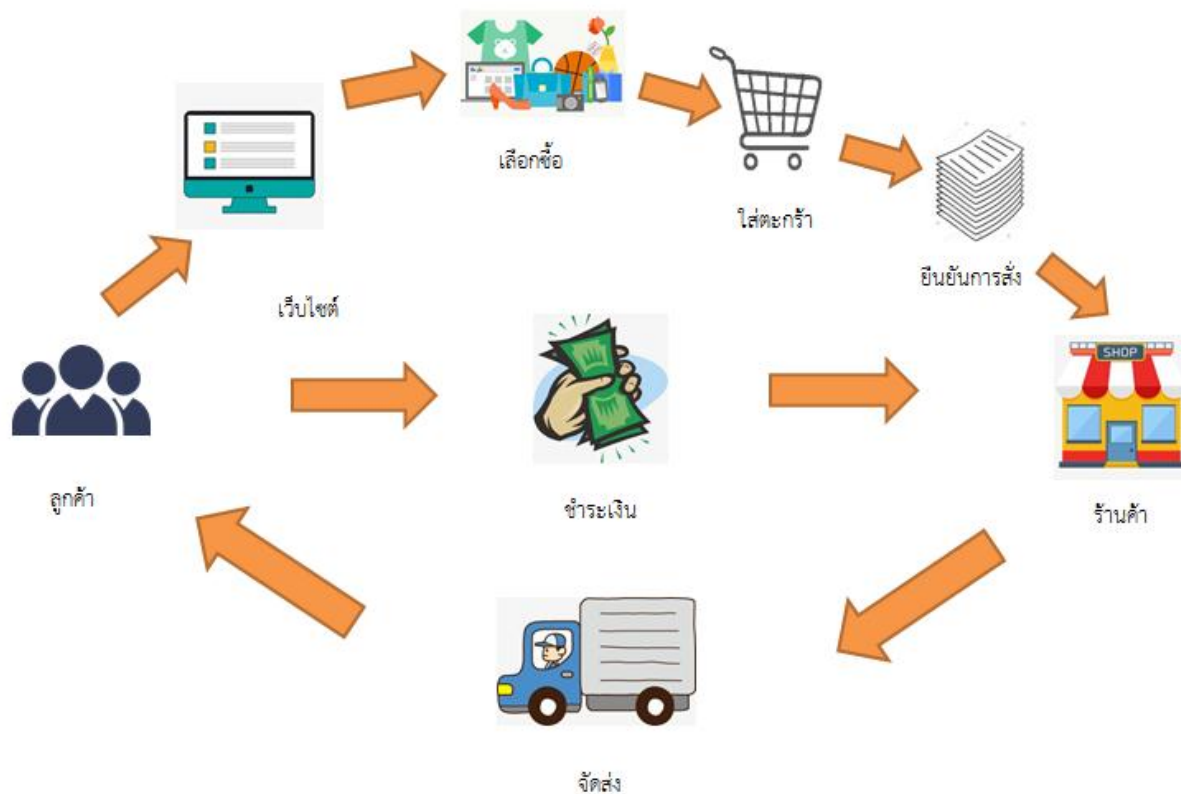 เลือกซื้อ
ใส่ตะกร้า
ยืนยันการสั่ง
เว็บไซต์
SHOP
ลูกค้า
ชำระเงิน
ร้านค้า
จัดส่ง